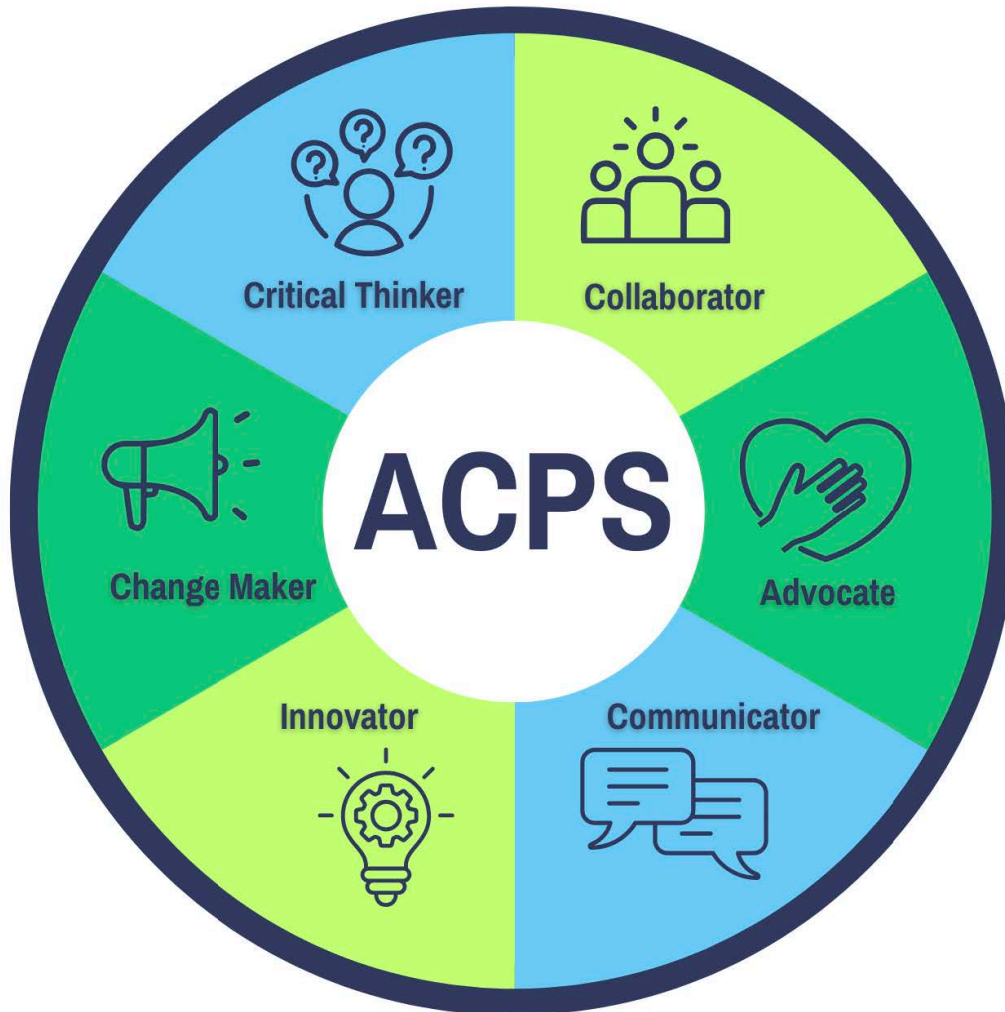 ? ? ?
Critical Thinker
Collaborator
ACPS
Change Maker
Advocate
Innovator
Communicator